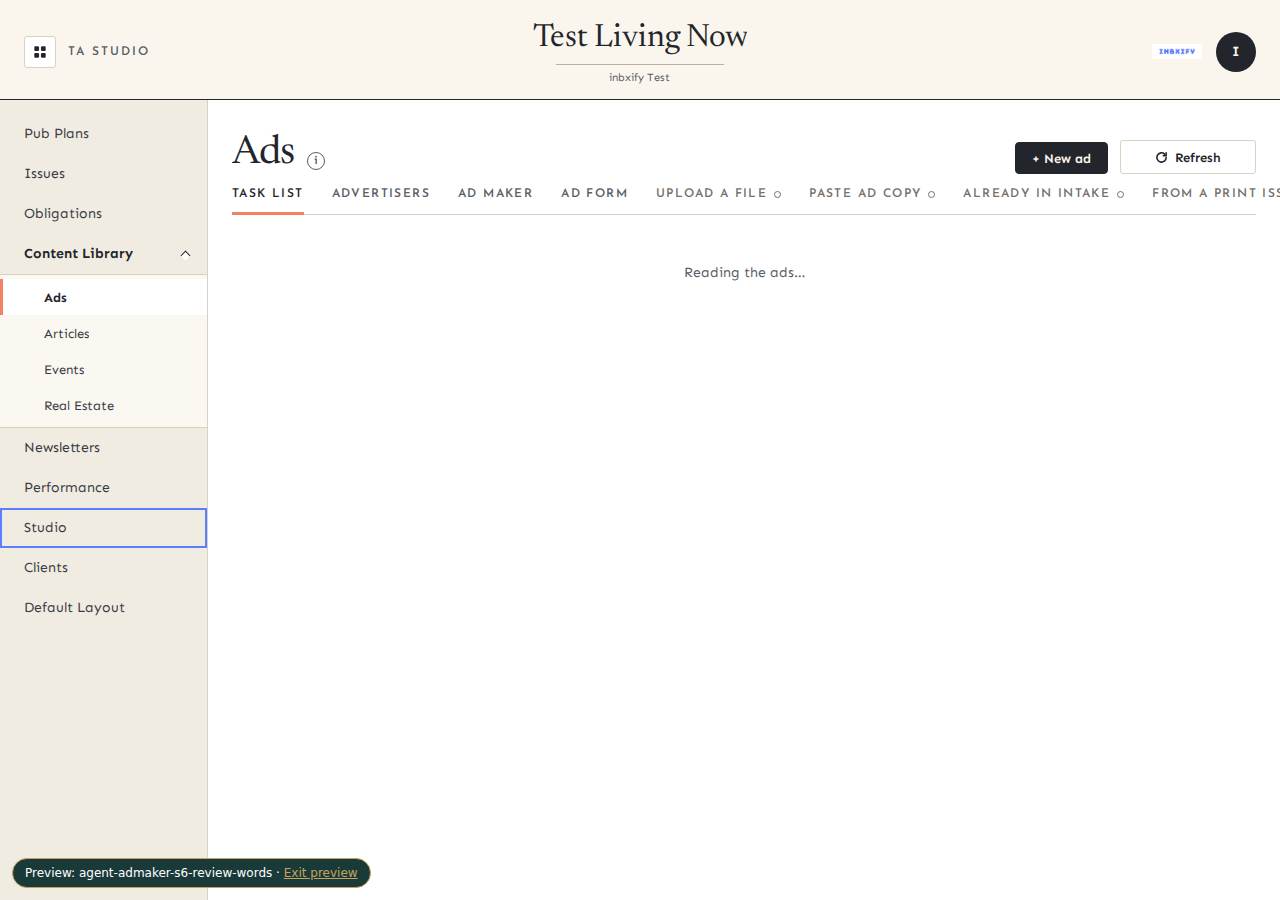 TA STUDIO
Test Living Now
inbxify Test
INBXIFY
I
Pub Plans
Issues
Obligations
Content Library
Ads
Articles
Events
Real Estate
Newsletters
Performance
Studio
Clients
Default Layout
Ads
i
+ New ad
Refresh
TASK LIST ADVERTISERS AD MAKER AD FORM UPLOAD A FILE PASTE AD COPY ALREADY IN INTAKE FROM A PRINT ISS
Reading the ads...
Preview: agent-admaker-s6-review-words · Exit preview